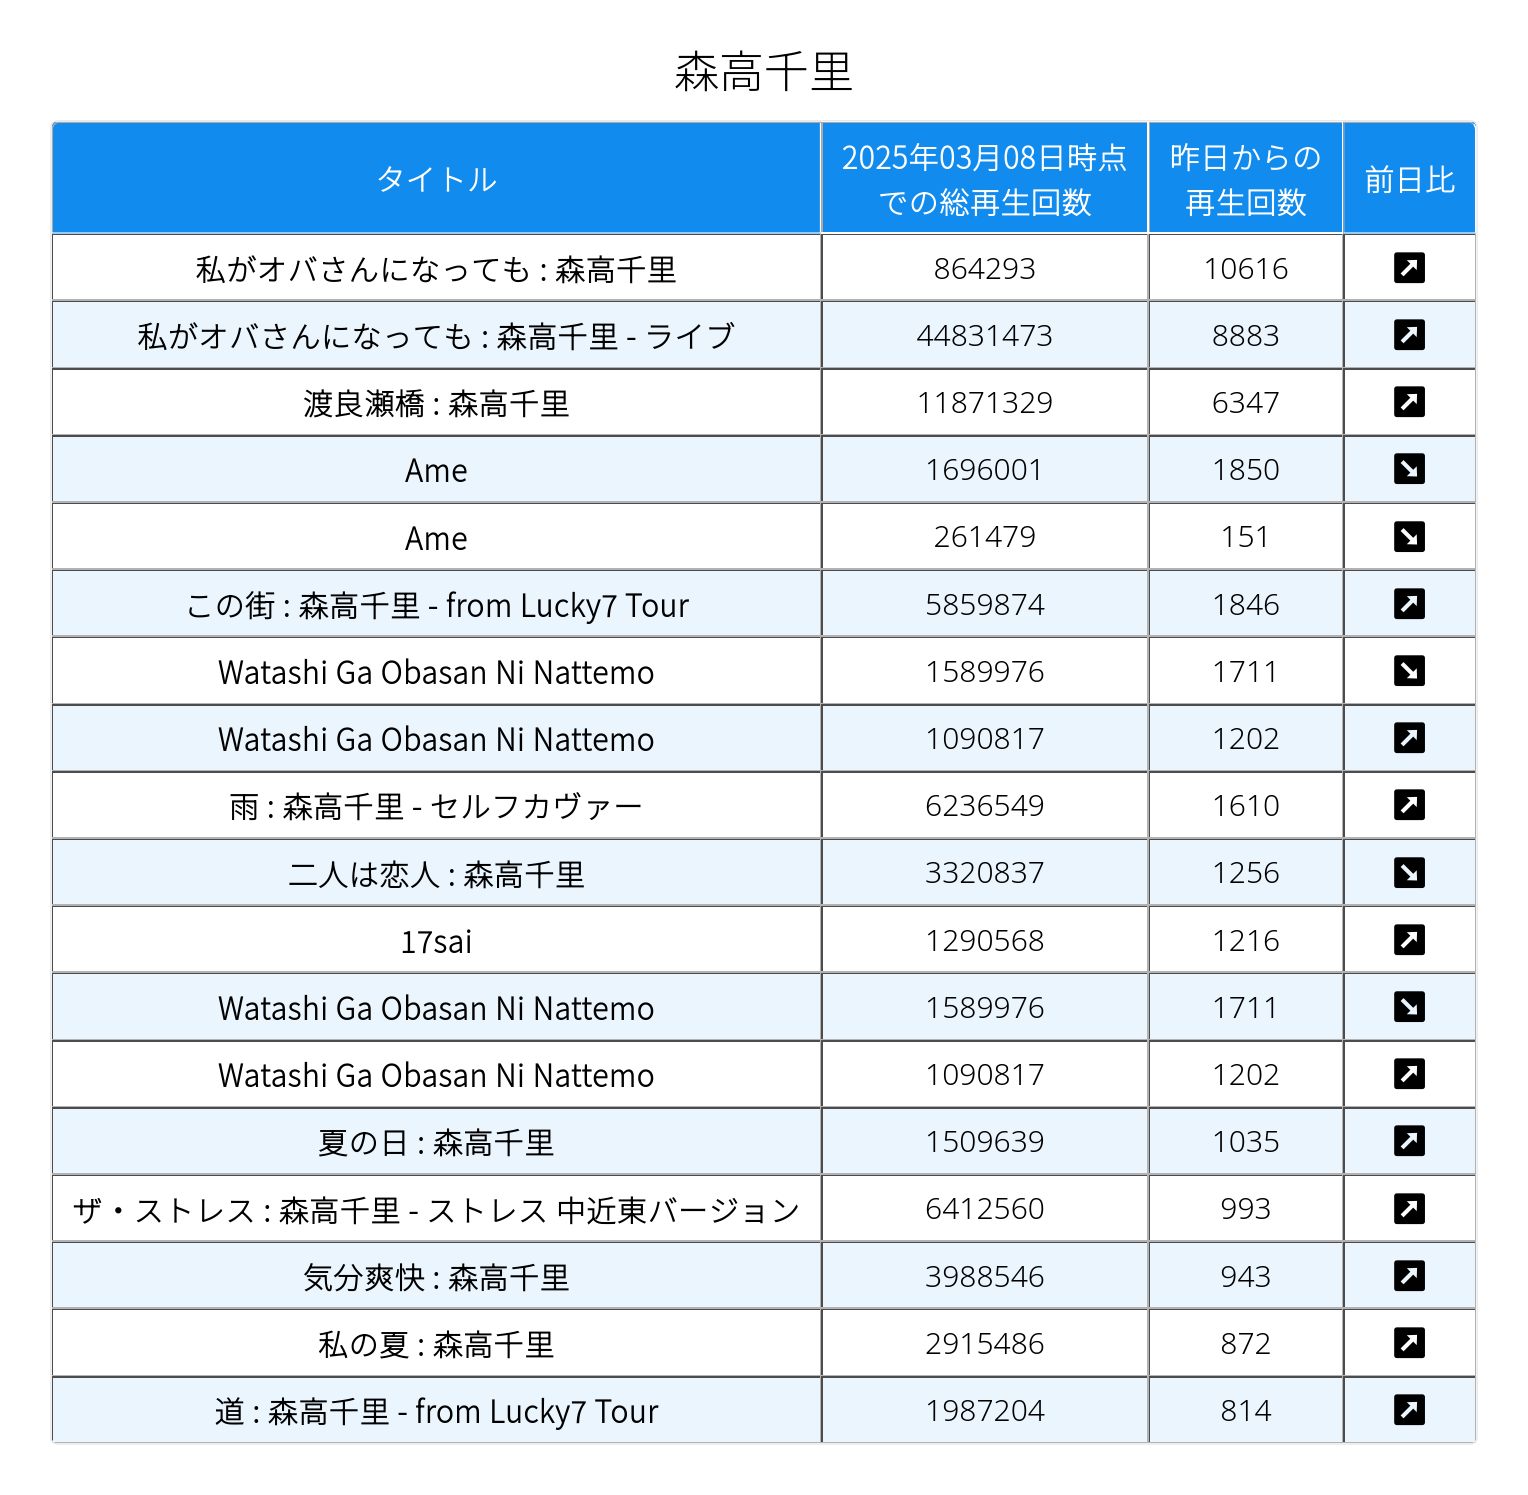 森高千里
タイトル 2025年03月08日時点での総再生回数 昨日からの再生回数 前日比
私がオバさんになっても : 森高千里 864293 10616 ↗
私がオバさんになっても : 森高千里 - ライブ 44831473 8883 ↗
渡良瀬橋 : 森高千里 11871329 6347 ↗
Ame 1696001 1850 ↘
Ame 261479 151 ↘
この街 : 森高千里 - from Lucky7 Tour 5859874 1846 ↗
Watashi Ga Obasan Ni Nattemo 1589976 1711 ↘
Watashi Ga Obasan Ni Nattemo 1090817 1202 ↗
雨 : 森高千里 - セルフカヴァー 6236549 1610 ↗
二人は恋人 : 森高千里 3320837 1256 ↘
17sai 1290568 1216 ↗
Watashi Ga Obasan Ni Nattemo 1589976 1711 ↘
Watashi Ga Obasan Ni Nattemo 1090817 1202 ↗
夏の日 : 森高千里 1509639 1035 ↗
ザ・ストレス : 森高千里 - ストレス 中近東バージョン 6412560 993 ↗
気分爽快 : 森高千里 3988546 943 ↗
私の夏 : 森高千里 2915486 872 ↗
道 : 森高千里 - from Lucky7 Tour 1987204 814 ↗